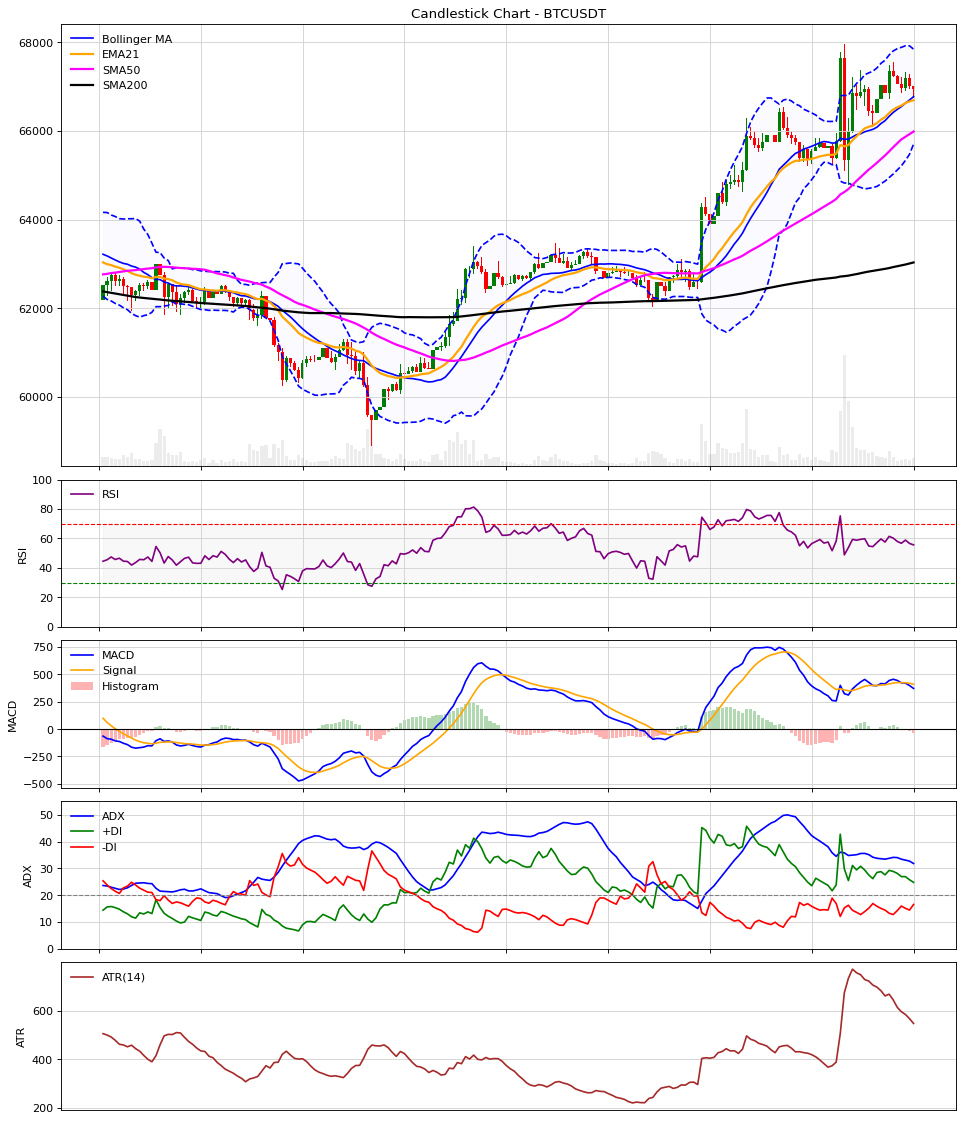 Candlestick Chart - BTCUSDT
Bollinger MA
EMA21
SMA50
SMA200
68000
66000
64000
62000
60000
RSI
RSI
100
80
60
40
20
0
MACD
Signal
Histogram
MACD
750
500
250
0
−250
−500
ADX
+DI
-DI
ADX
50
40
30
20
10
0
ATR(14)
ATR
600
400
200